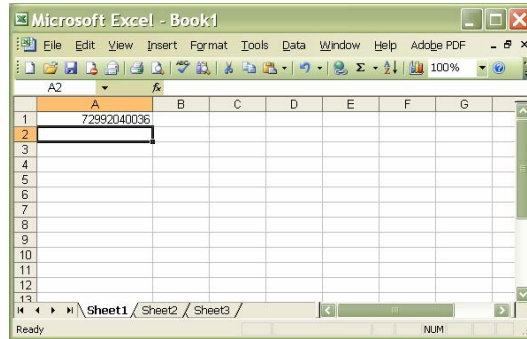 Microsoft Excel - Book1
File Edit View Insert Format Tools Data Window Help Adobe PDF
100%
A2 fx
A B C D E F G
1 72992040036
2
3
4
5
6
7
8
9
10
11
12
13
Sheet1 Sheet2 Sheet3
Ready NUM